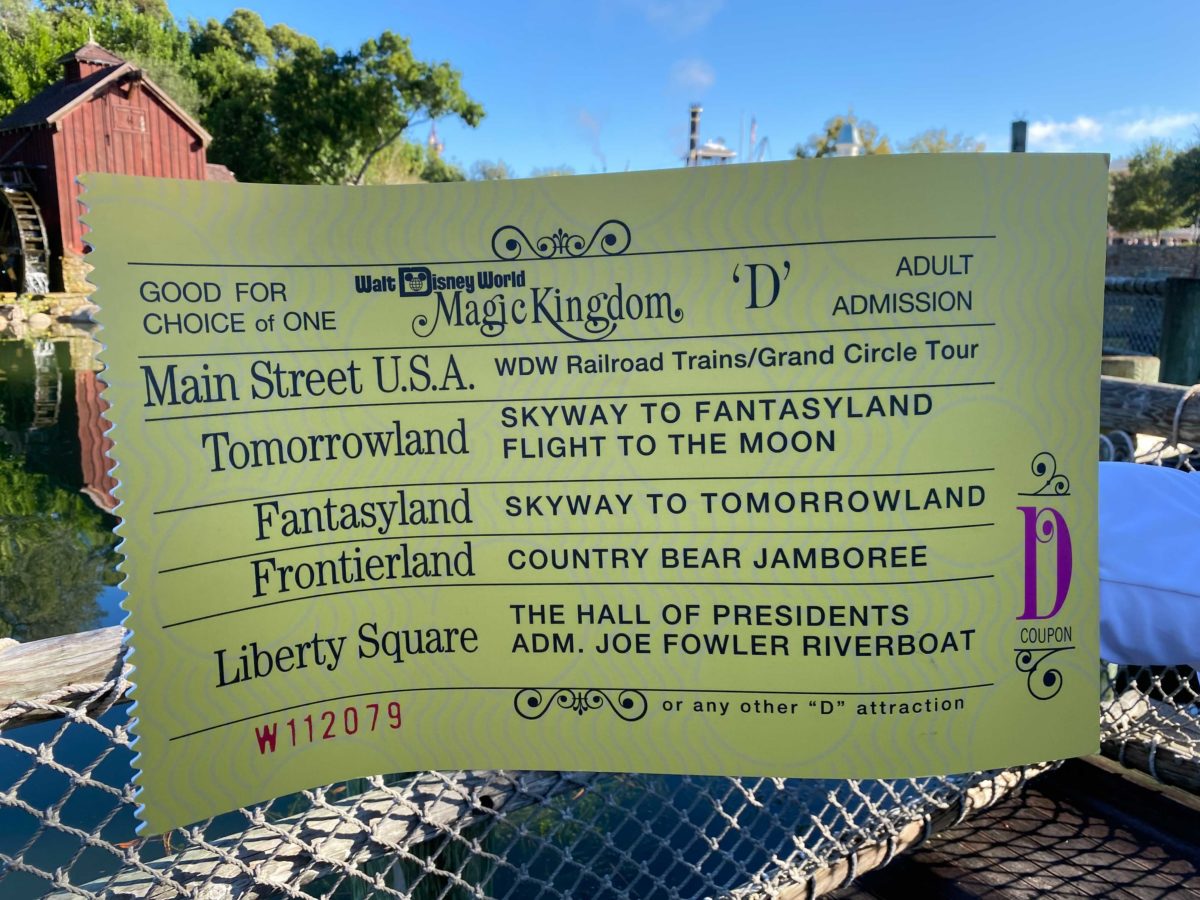 GOOD FOR
CHOICE of ONE
Walt Disney World
Magic Kingdom
‘D’
ADULT
ADMISSION
Main Street U.S.A. WDW Railroad Trains/Grand Circle Tour
Tomorrowland
SKYWAY TO FANTASYLAND
FLIGHT TO THE MOON
Fantasyland SKYWAY TO TOMORROWLAND
Frontierland COUNTRY BEAR JAMBOREE
Liberty Square
THE HALL OF PRESIDENTS
ADM. JOE FOWLER RIVERBOAT
D
COUPON
W112079
or any other “D” attraction